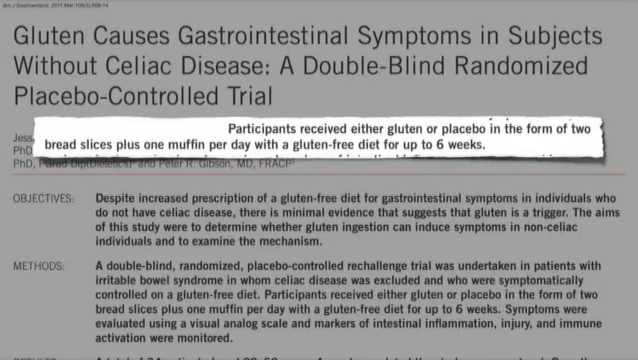 Am J Gastroenterol. 2011 Mar;106(3):508-14
Gluten Causes Gastrointestinal Symptoms in Subjects
Without Celiac Disease: A Double-Blind Randomized
Placebo-Controlled Trial
Participants received either gluten or placebo in the form of two
bread slices plus one muffin per day with a gluten-free diet for up to 6 weeks.
Jess
PhD
PhD, Peter R. Gibson, MD, FRACP
OBJECTIVES: Despite increased prescription of a gluten-free diet for gastrointestinal symptoms in individuals who
do not have celiac disease, there is minimal evidence that suggests that gluten is a trigger. The aims
of this study were to determine whether gluten ingestion can induce symptoms in non-celiac
individuals and to examine the mechanism.
METHODS: A double-blind, randomized, placebo-controlled rechallenge trial was undertaken in patients with
irritable bowel syndrome in whom celiac disease was excluded and who were symptomatically
controlled on a gluten-free diet. Participants received either gluten or placebo in the form of two
bread slices plus one muffin per day with a gluten-free diet for up to 6 weeks. Symptoms were
evaluated using a visual analog scale and markers of intestinal inflammation, injury, and immune
activation were monitored.